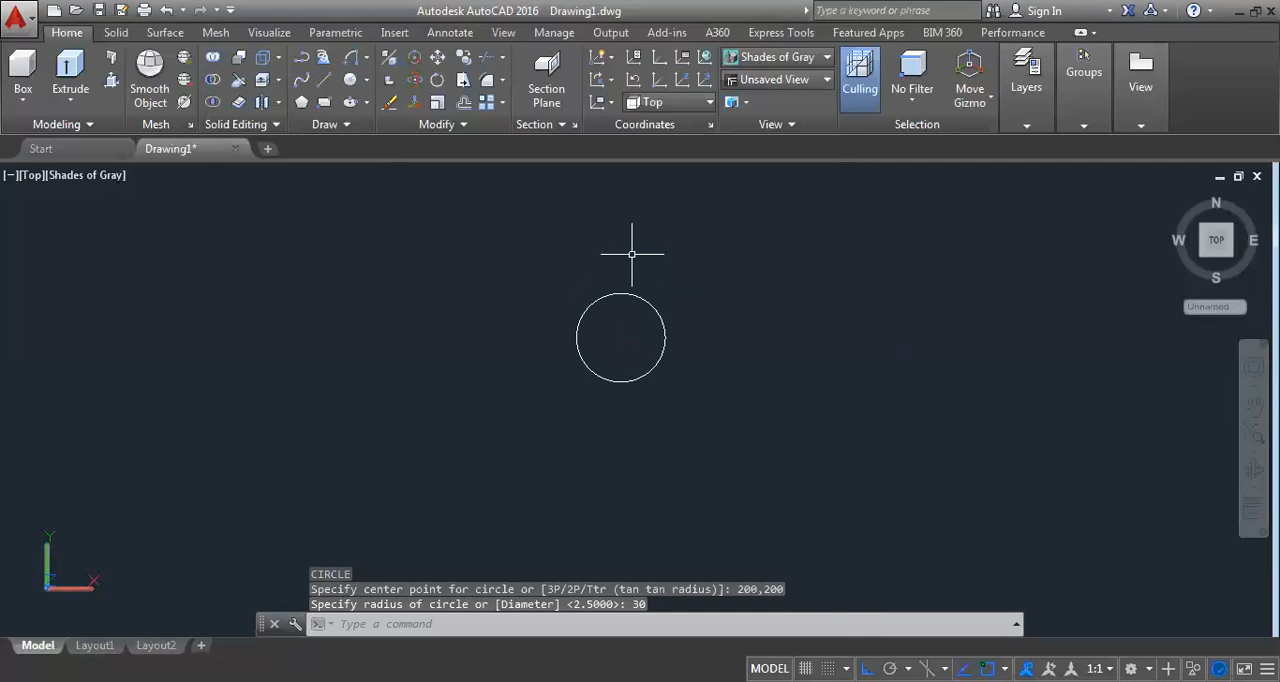 Autodesk AutoCAD 2016 Drawing1.dwg
Type a keyword or phrase
Sign In
Home Solid Surface Mesh Visualize Parametric Insert Annotate View Manage Output Add-ins A360 Express Tools Featured Apps BIM 360 Performance
Box
Extrude
Smooth Object
Section Plane
Shades of Gray
Unsaved View
Top
Culling
No Filter
Move Gizmo
Layers
Groups
View
Modeling Mesh Solid Editing Draw Modify Section Coordinates View Selection
Start Drawing1*
[−][Top][Shades of Gray]
N
W TOP E
S
Unnamed
Y
X
CIRCLE
Specify center point for circle or [3P/2P/Ttr (tan tan radius)]: 200,200
Specify radius of circle or [Diameter] <2.5000>: 30
Type a command
Model Layout1 Layout2
MODEL 1:1